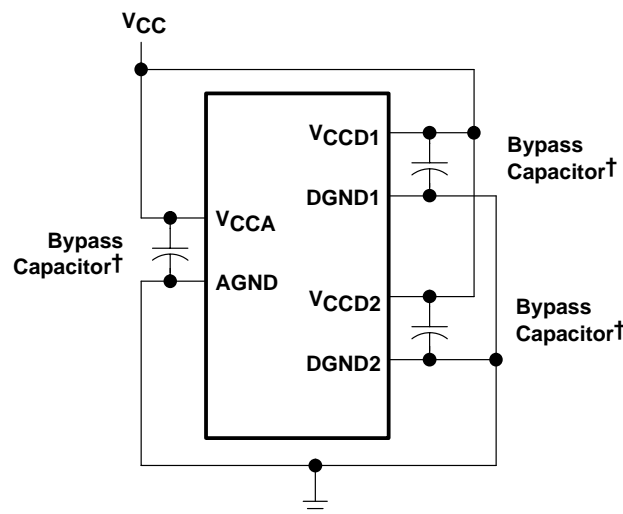 VCC
VCCD1
Bypass
Capacitor†
DGND1
VCCA
Bypass
Capacitor†
AGND
VCCD2
Bypass
Capacitor†
DGND2